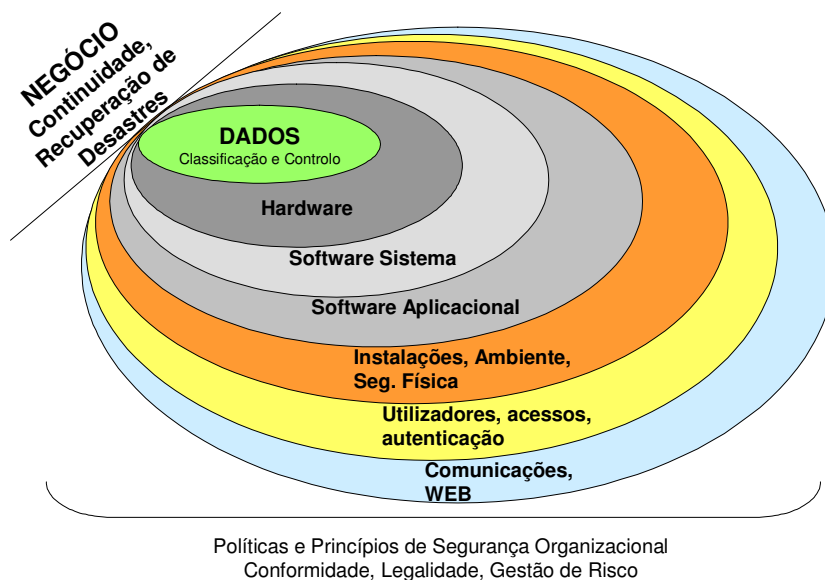 NEGÓCIO
Continuidade,
Recuperação de
Desastres
DADOS
Classificação e Controlo
Hardware
Software Sistema
Software Aplicacional
Instalações, Ambiente,
Seg. Física
Utilizadores, acessos,
autenticação
Comunicações,
WEB
Políticas e Princípios de Segurança Organizacional
Conformidade, Legalidade, Gestão de Risco